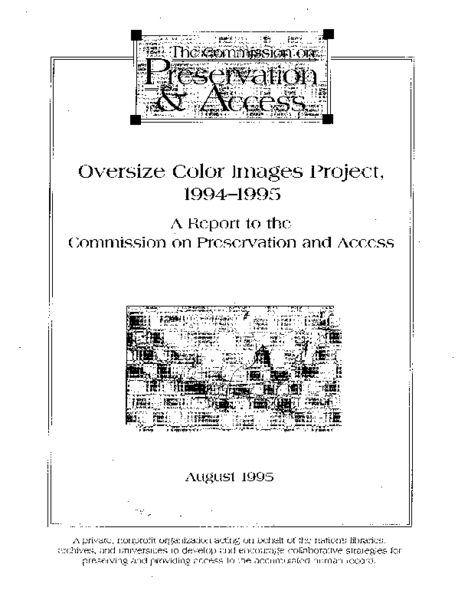 The Commission on
Preservation
& Access
Oversize Color Images Project,
1994–1995
A Report to the
Commission on Preservation and Access
August 1995
A private, nonprofit organization acting on behalf of the nation's libraries,
archives, and universities to develop and encourage collaborative strategies for
preserving and providing access to the accumulated human record.